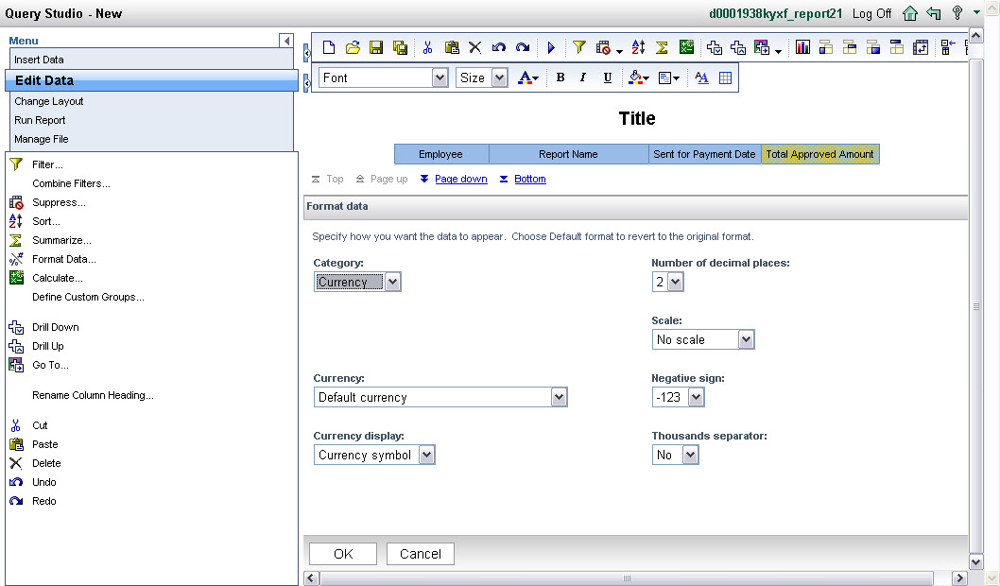 Query Studio - New
d0001938kyxf_report21 Log Off
Menu
Insert Data
Edit Data
Change Layout
Run Report
Manage File
Filter...
Combine Filters...
Suppress...
Sort...
Summarize...
Format Data...
Calculate...
Define Custom Groups...
Drill Down
Drill Up
Go To...
Rename Column Heading...
Cut
Paste
Delete
Undo
Redo
Font Size A B I U
Title
Employee Report Name Sent for Payment Date Total Approved Amount
Top Page up Page down Bottom
Format data
Specify how you want the data to appear. Choose Default format to revert to the original format.
Category: Number of decimal places:
Currency 2
Scale:
No scale
Currency: Negative sign:
Default currency -123
Currency display: Thousands separator:
Currency symbol No
OK Cancel